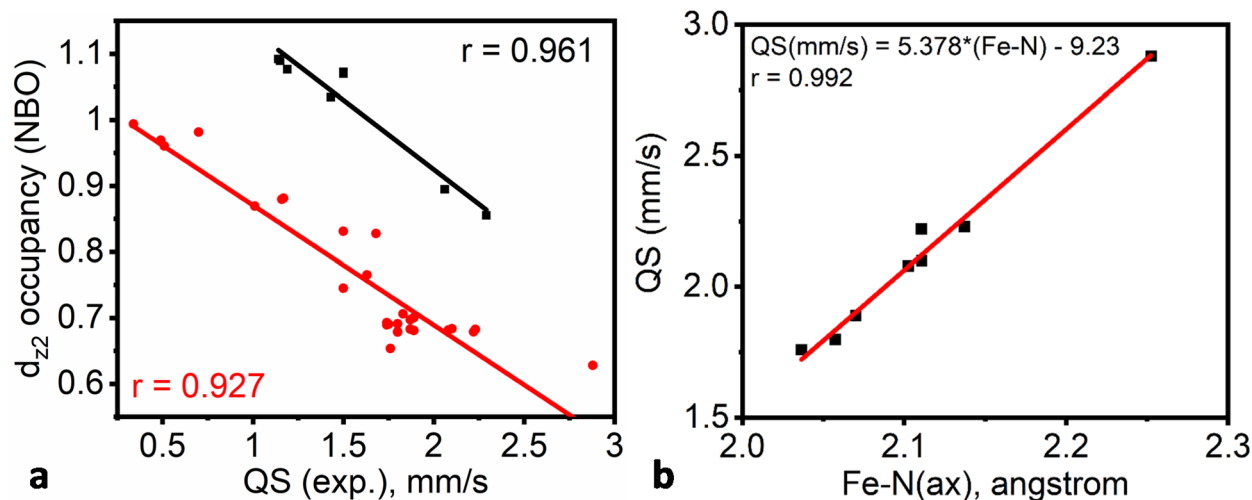 r = 0.961
r = 0.927
d_z2 occupancy (NBO)
1.1
1
0.9
0.8
0.7
0.6
0.5
1
1.5
2
2.5
3
QS (exp.), mm/s
a
QS(mm/s) = 5.378*(Fe-N) - 9.23
r = 0.992
QS (mm/s)
3.0
2.5
2.0
1.5
2.0
2.1
2.2
2.3
Fe-N(ax), angstrom
b